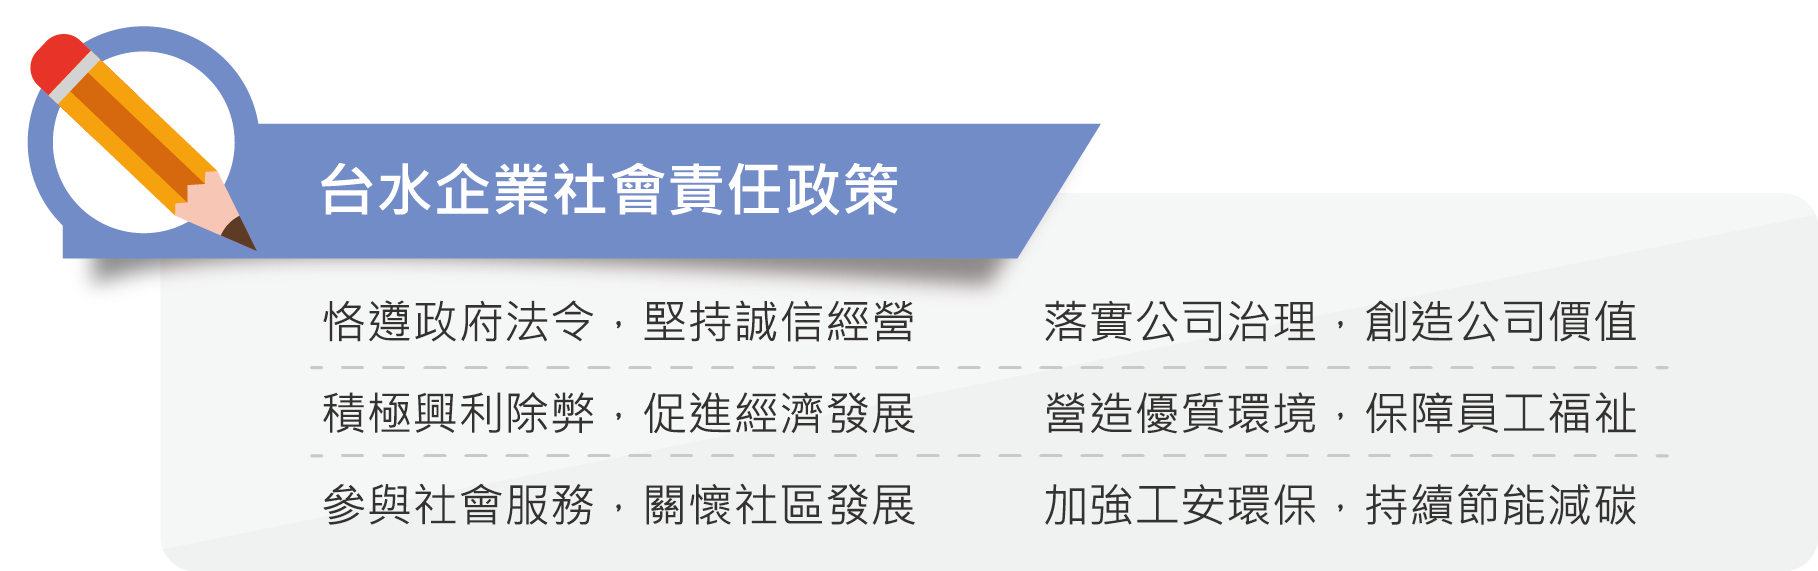 台水企業社會責任政策
恪遵政府法令，堅持誠信經營
落實公司治理，創造公司價值
積極興利除弊，促進經濟發展
營造優質環境，保障員工福祉
參與社會服務，關懷社區發展
加強工安環保，持續節能減碳